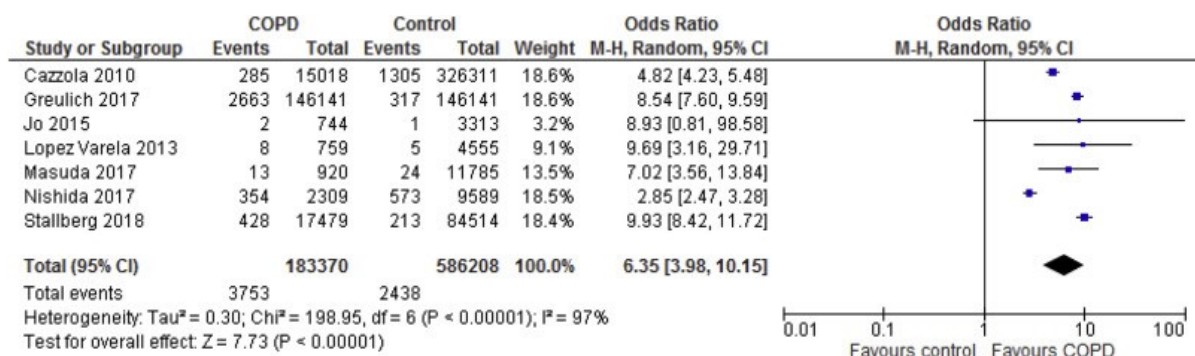 COPD Control Odds Ratio Odds Ratio
Study or Subgroup Events Total Events Total Weight M-H, Random, 95% CI M-H, Random, 95% CI
Cazzola 2010 285 15018 1305 326311 18.6% 4.82 [4.23, 5.48]
Greulich 2017 2663 146141 317 146141 18.6% 8.54 [7.60, 9.59]
Jo 2015 2 744 1 3313 3.2% 8.93 [0.81, 98.58]
Lopez Varela 2013 8 759 5 4555 9.1% 9.69 [3.16, 29.71]
Masuda 2017 13 920 24 11785 13.5% 7.02 [3.56, 13.84]
Nishida 2017 354 2309 573 9589 18.5% 2.85 [2.47, 3.28]
Stallberg 2018 428 17479 213 84514 18.4% 9.93 [8.42, 11.72]
Total (95% CI) 183370 586208 100.0% 6.35 [3.98, 10.15]
Total events 3753 2438
Heterogeneity: Tau² = 0.30; Chi² = 198.95, df = 6 (P < 0.00001); I² = 97%
Test for overall effect: Z = 7.73 (P < 0.00001)
0.01 0.1 1 10 100
Favours control Favours COPD